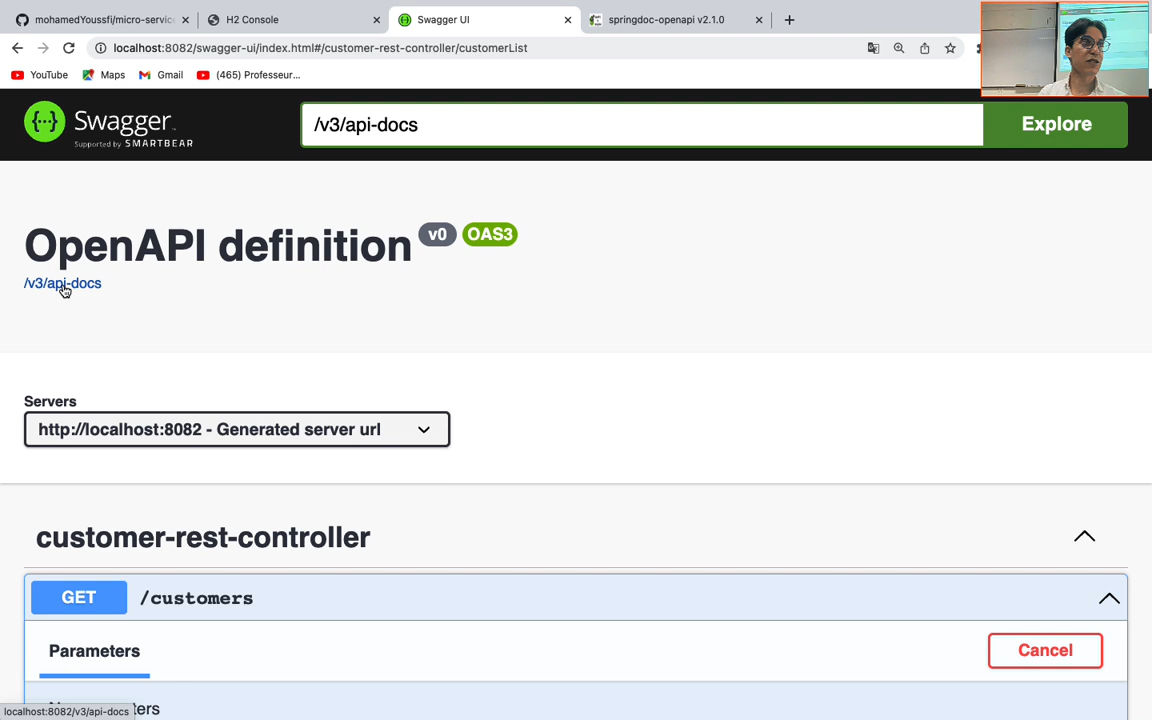 mohamedYoussfi/micro-servic
H2 Console
Swagger UI
springdoc-openapi v2.1.0
localhost:8082/swagger-ui/index.html#/customer-rest-controller/customerList
YouTube
Maps
Gmail
(465) Professeur...
Swagger
Supported by SMARTBEAR
/v3/api-docs
Explore
OpenAPI definition
v0
OAS3
/v3/api-docs
Servers
http://localhost:8082 - Generated server url
customer-rest-controller
GET
/customers
Parameters
Cancel
localhost:8082/v3/api-docs